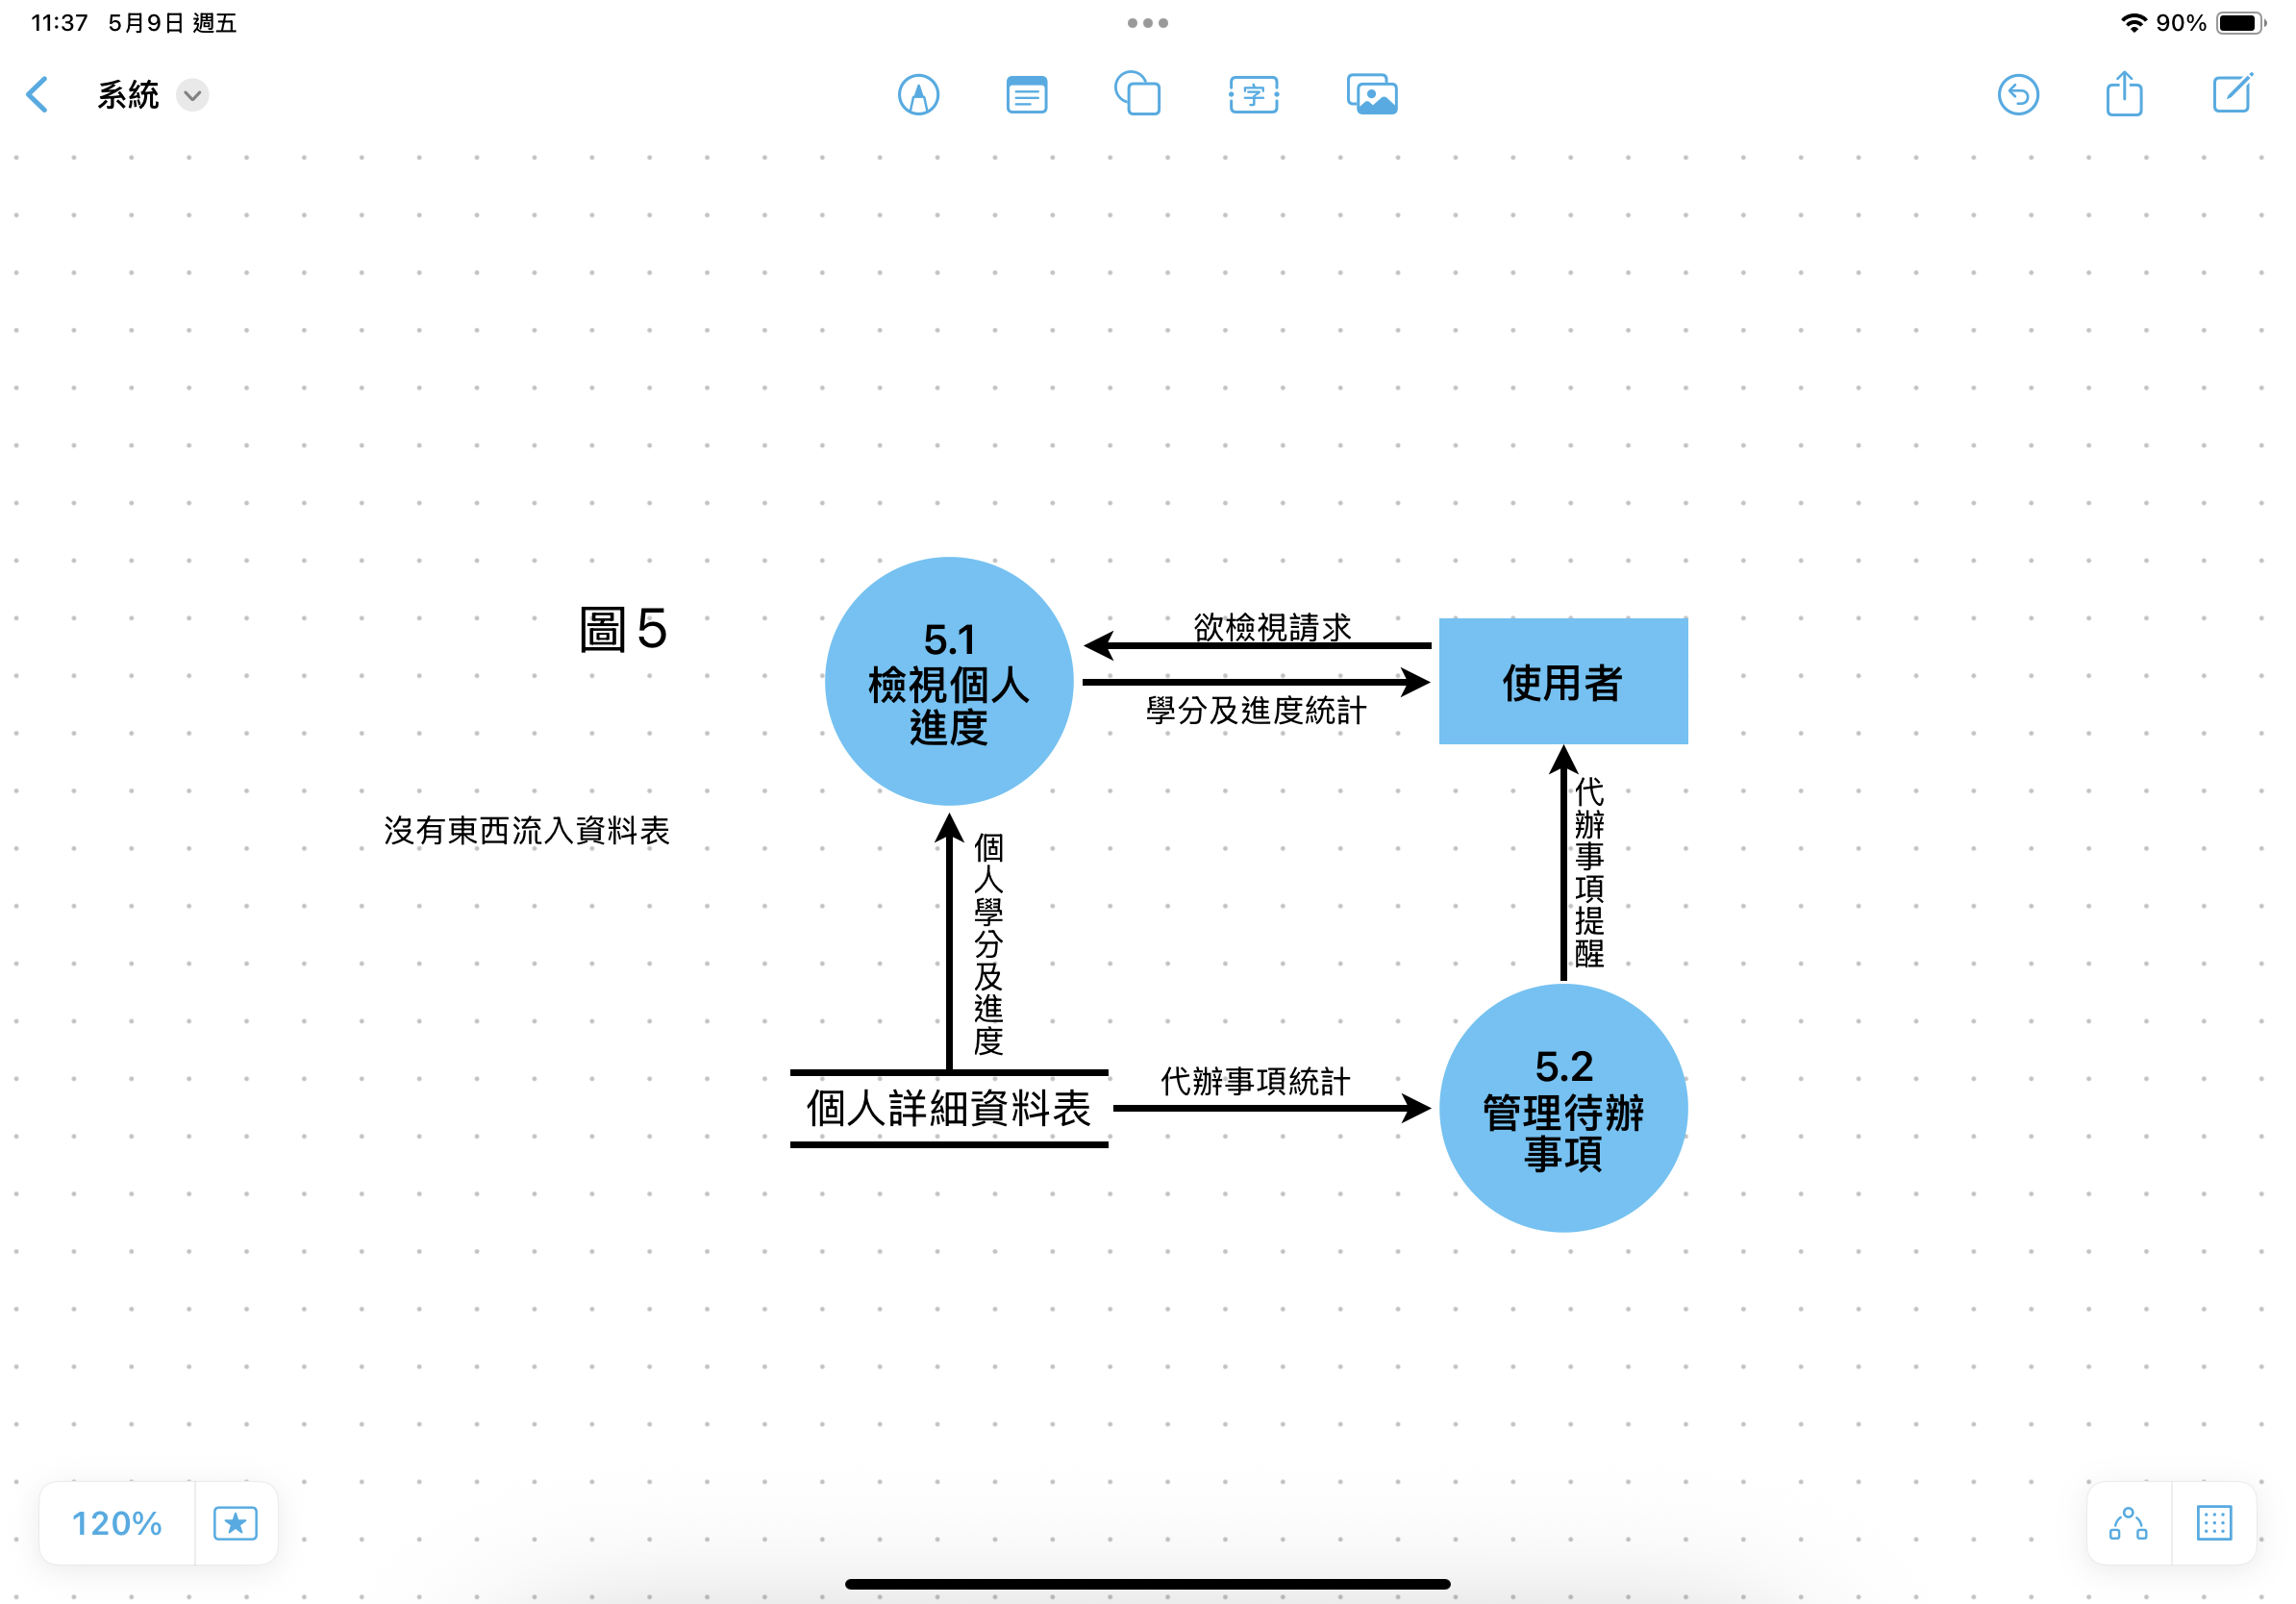 11:37 5月9日 週五
90%
系統
字
圖5
5.1
檢視個人
進度
欲檢視請求
學分及進度統計
使用者
沒有東西流入資料表
個人學分及進度
代辦事項提醒
個人詳細資料表
代辦事項統計
5.2
管理待辦
事項
120%